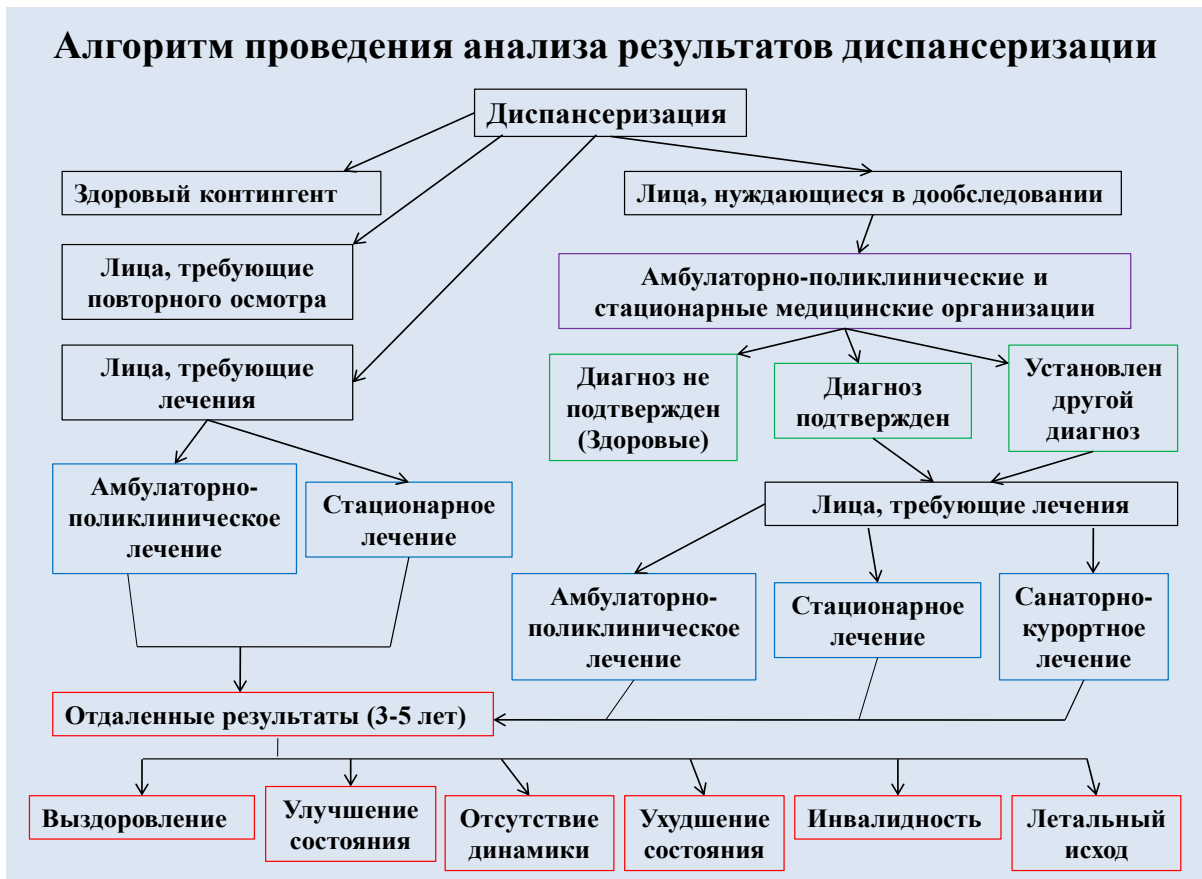 Алгоритм проведения анализа результатов диспансеризации
Диспансеризация
Здоровый контингент
Лица, нуждающиеся в дообследовании
Лица, требующие
повторного осмотра
Амбулаторно-поликлинические и
стационарные медицинские организации
Лица, требующие
лечения
Диагноз не
подтвержден
(Здоровые)
Диагноз
подтвержден
Установлен
другой
диагноз
Амбулаторно-
поликлиническое
лечение
Стационарное
лечение
Лица, требующие лечения
Амбулаторно-
поликлиническое
лечение
Стационарное
лечение
Санаторно-
курортное
лечение
Отдаленные результаты (3-5 лет)
Выздоровление
Улучшение
состояния
Отсутствие
динамики
Ухудшение
состояния
Инвалидность
Летальный
исход